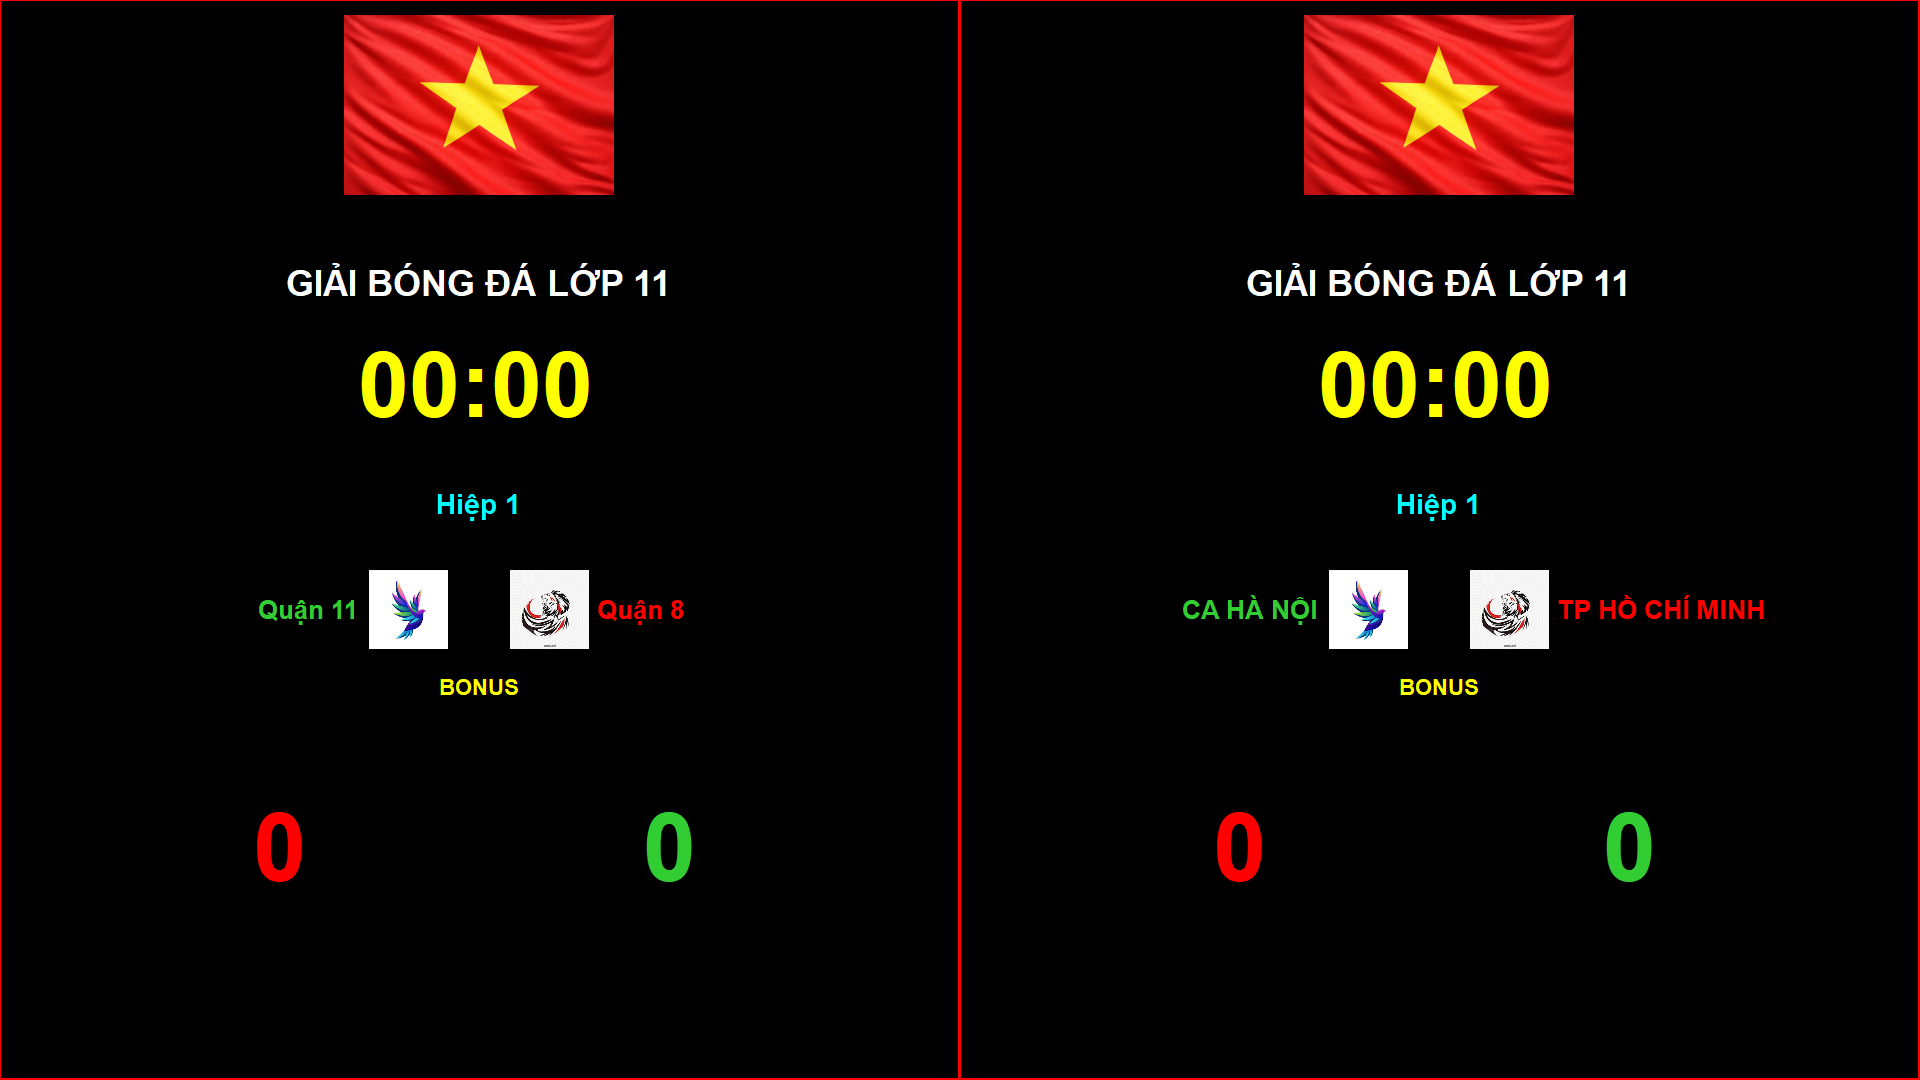 GIẢI BÓNG ĐÁ LỚP 11
00:00
Hiệp 1
Quận 11 Quận 8
BONUS
0 0
GIẢI BÓNG ĐÁ LỚP 11
00:00
Hiệp 1
CA HÀ NỘI TP HỒ CHÍ MINH
BONUS
0 0